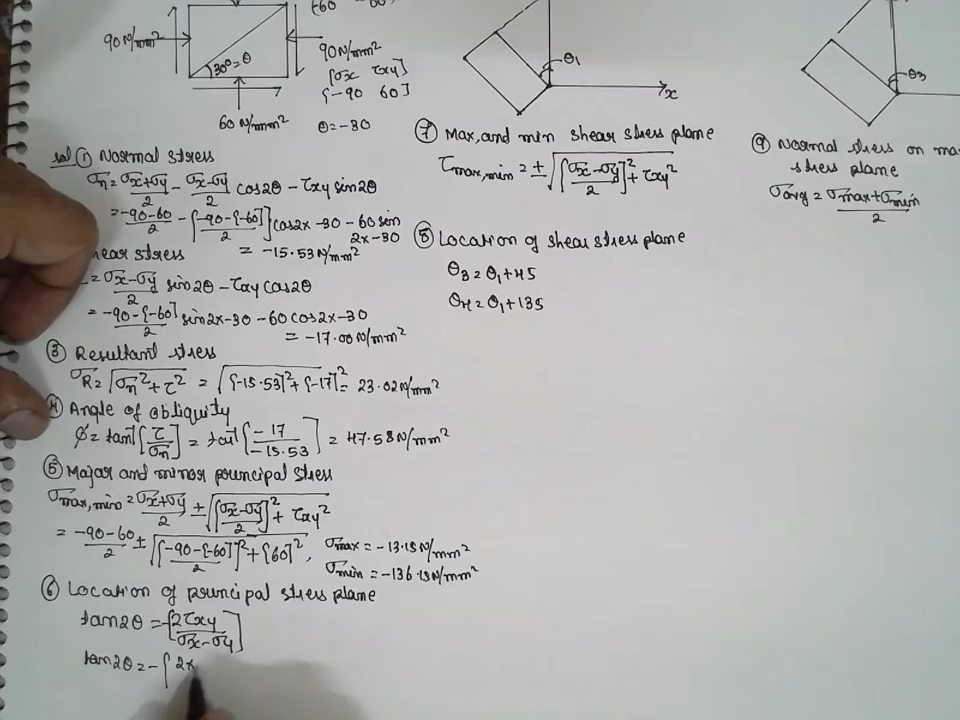 (-60
90 N/mm²
30° = θ
90 N/mm²
[σx τxy]
[-90 60]
60 N/mm²
θ = -30
θ1
x
θ3
sol ① Normal stress
σn = σx+σy/2 - σx-σy/2 cos2θ - τxy sin2θ
= -90-60/2 - [-90-{-60}]/2 cos2x-30 - 60 sin 2x-30
= -15.53 N/mm²
hear stress
= σx-σy/2 sin2θ - τxy cos2θ
= -90-{-60}/2 sin2x-30 - 60 cos2x-30
= -17.00 N/mm²
③ Resultant stress
σR = √σn²+τ² = √{-15.53}²+{-17}² = 23.02 N/mm²
④ Angle of obliquity
φ = tan⁻¹[τ/σn] = tan⁻¹[-17/-15.53] = 47.58 N/mm²
⑤ Major and minor principal stress
σmax,min = σx+σy/2 ± √[σx-σy/2]² + τxy²
= -90-60/2 ± √[-90-{-60}/2]² + {60}² , σmax = -13.15 N/mm²
σmin = -136.13 N/mm²
⑥ Location of principal stress plane
tan2θ = -[2τxy/σx-σy]
tan2θ = -[2x
⑦ Max, and min shear stress plane
τmax,min = ± √[σx-σy/2]² + τxy²
⑧ Location of shear stress plane
θ3 = θ1+45
θ4 = θ1+135
⑨ Normal stress on ma
stress plane
σavg = σmax+σmin/2